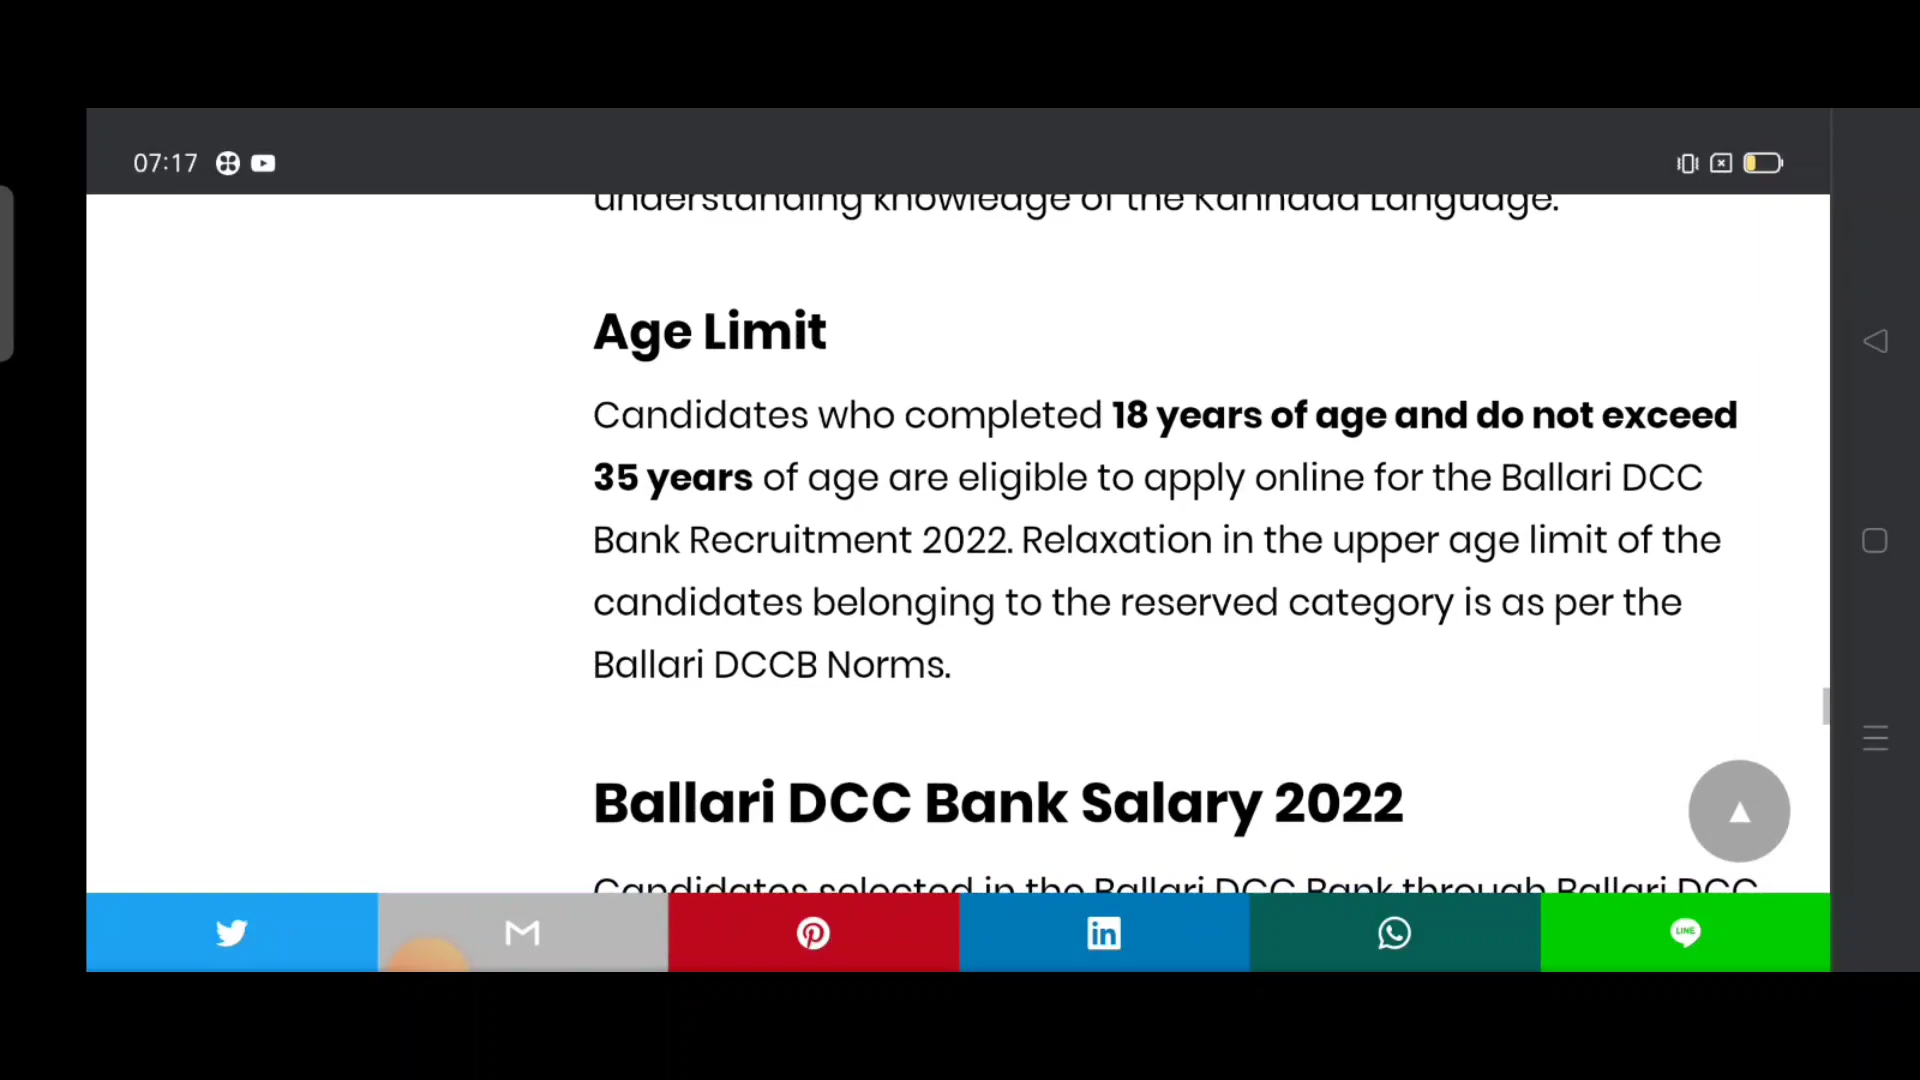 07:17
understanding knowledge of the Kannada Language.
Age Limit
Candidates who completed 18 years of age and do not exceed
35 years of age are eligible to apply online for the Ballari DCC
Bank Recruitment 2022. Relaxation in the upper age limit of the
candidates belonging to the reserved category is as per the
Ballari DCCB Norms.
Ballari DCC Bank Salary 2022
Candidates selected in the Ballari DCC Bank through Ballari DCC
LINE